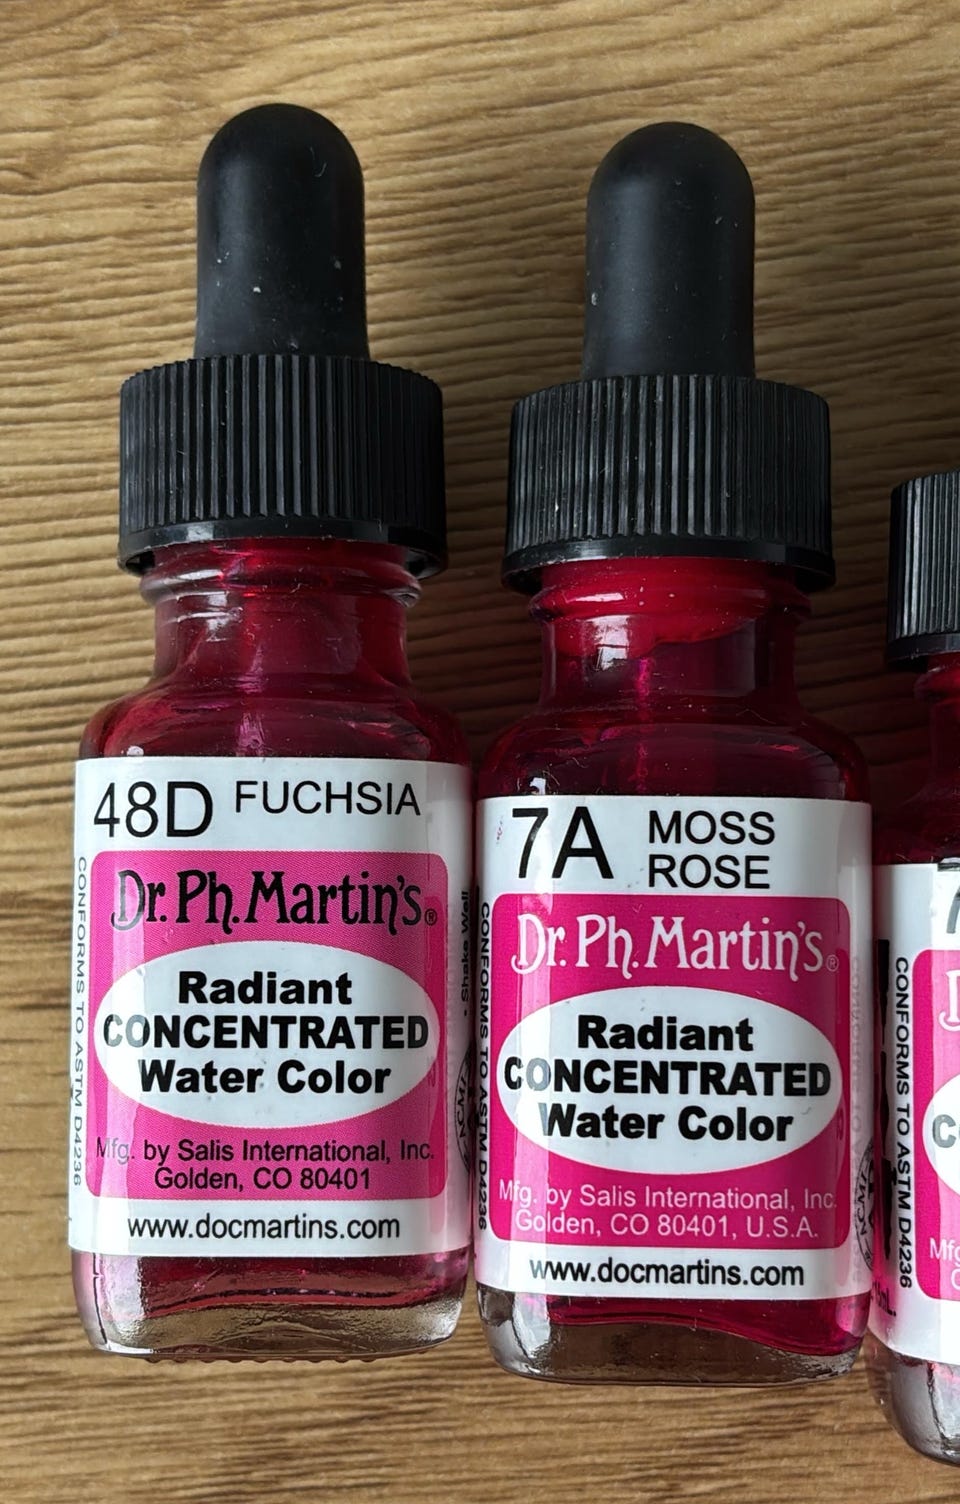 48D FUCHSIA
Dr. Ph. Martin's®
Radiant
CONCENTRATED
Water Color
Mfg. by Salis International, Inc.
Golden, CO 80401
www.docmartins.com
CONFORMS TO ASTM D4236
• Shake Well
7A MOSS
ROSE
Dr. Ph. Martin's®
Radiant
CONCENTRATED
Water Color
Mfg. by Salis International, Inc.
Golden, CO 80401, U.S.A.
www.docmartins.com
CONFORMS TO ASTM D4236
CONFORMS TO ASTM D4236